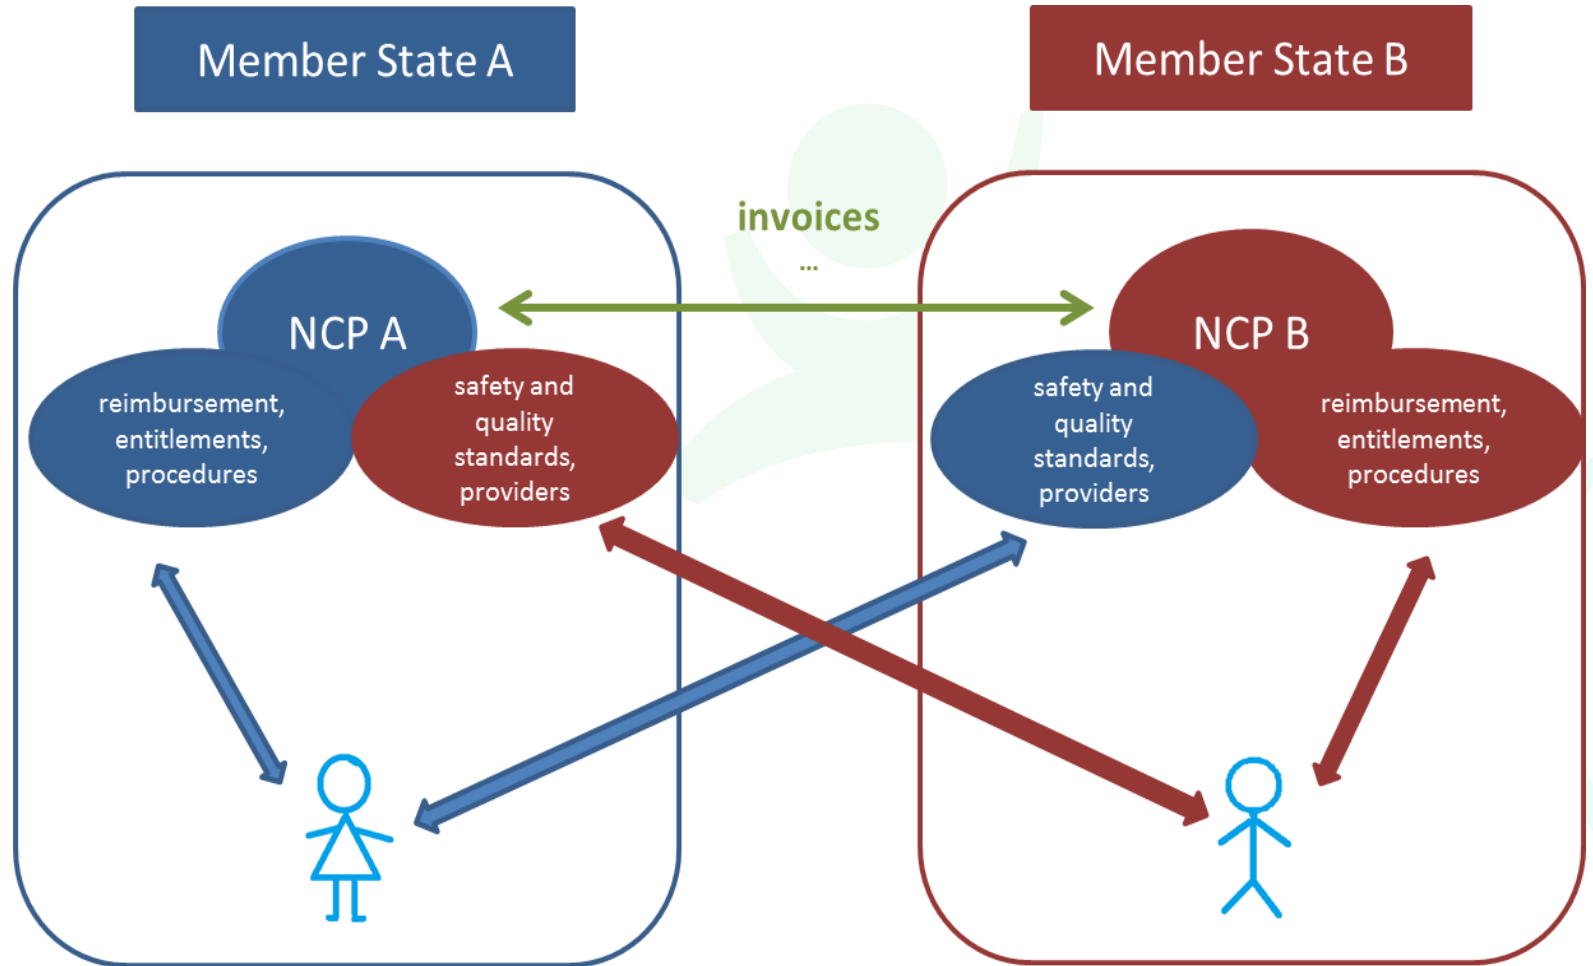 Member State A
Member State B
invoices
...
NCP A
reimbursement,
entitlements,
procedures
safety and
quality
standards,
providers
NCP B
safety and
quality
standards,
providers
reimbursement,
entitlements,
procedures